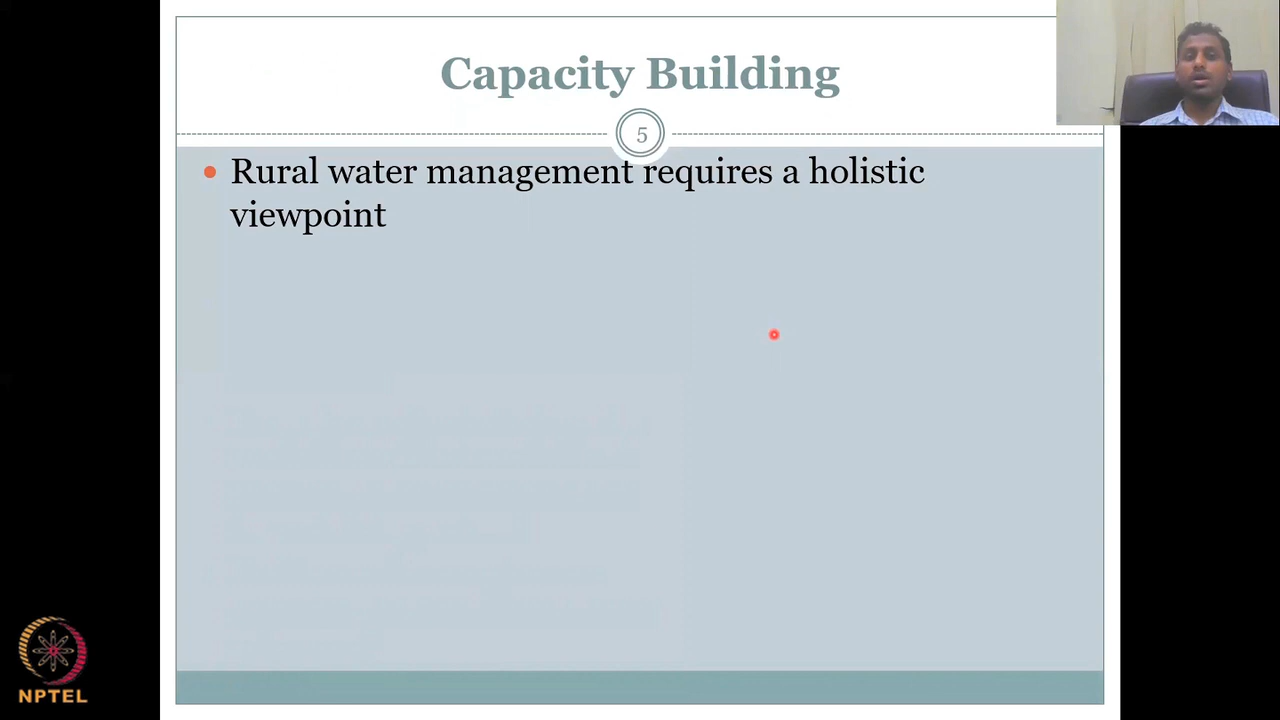 Capacity Building
5
Rural water management requires a holistic
viewpoint
NPTEL